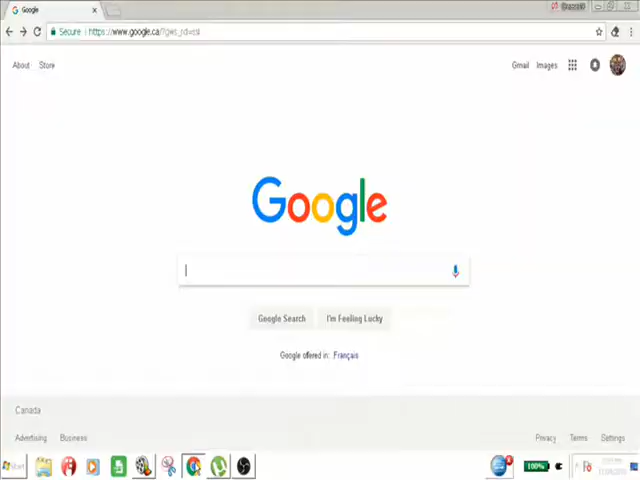 Google
Secure https://www.google.ca/?gws_rd=ssl
About Store
Gmail Images
Google
Google Search I'm Feeling Lucky
Google offered in: Français
Canada
Advertising Business
Privacy Terms Settings
100%